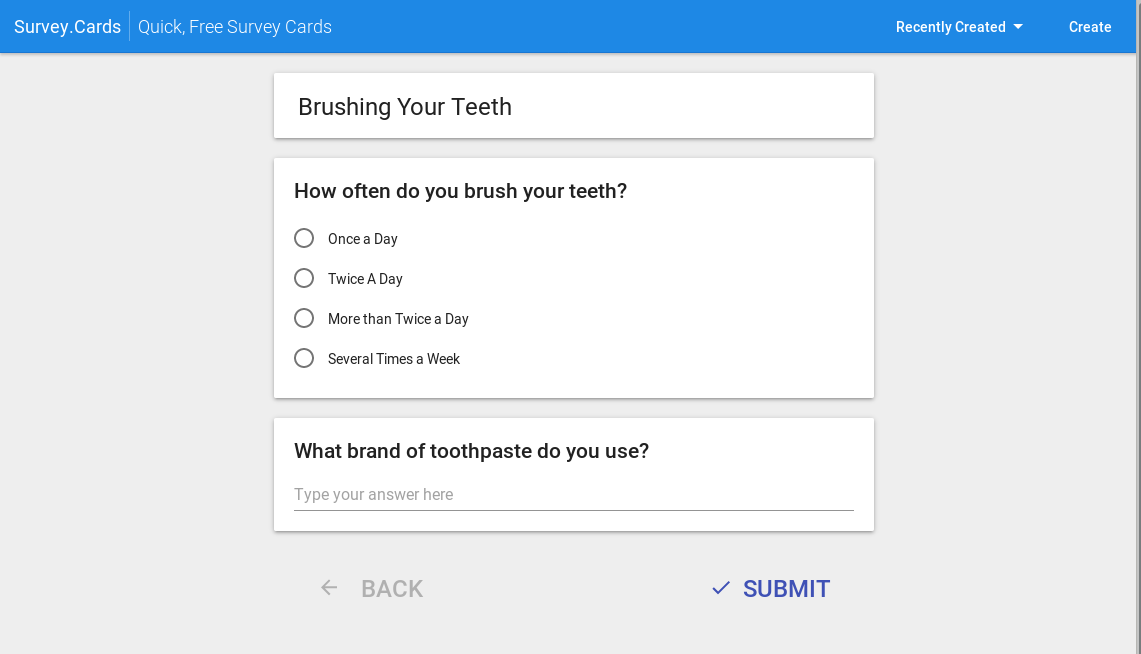 Survey.Cards Quick, Free Survey Cards Recently Created Create
Brushing Your Teeth
How often do you brush your teeth?
Once a Day
Twice A Day
More than Twice a Day
Several Times a Week
What brand of toothpaste do you use?
Type your answer here
BACK SUBMIT